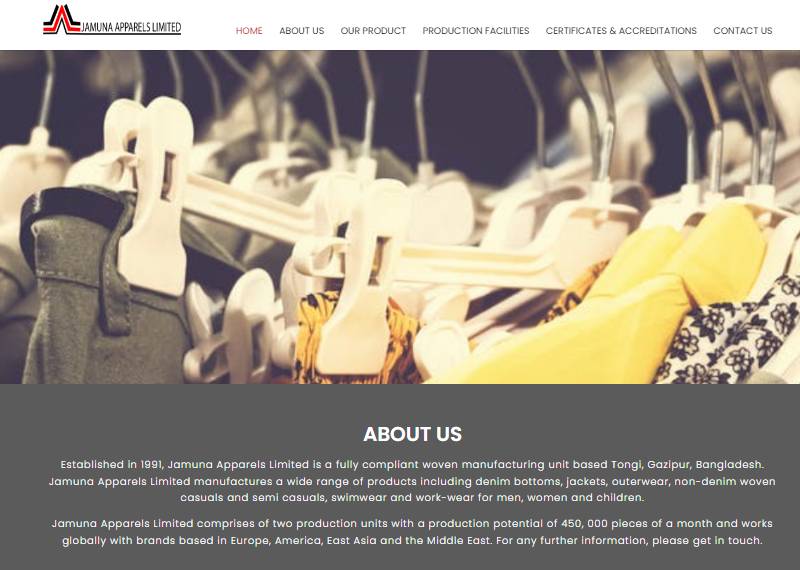 JAMUNA APPARELS LIMITED
HOME ABOUT US OUR PRODUCT PRODUCTION FACILITIES CERTIFICATES & ACCREDITATIONS CONTACT US
ABOUT US
Established in 1991, Jamuna Apparels Limited is a fully compliant woven manufacturing unit based Tongi, Gazipur, Bangladesh.
Jamuna Apparels Limited manufactures a wide range of products including denim bottoms, jackets, outerwear, non-denim woven
casuals and semi casuals, swimwear and work-wear for men, women and children.
Jamuna Apparels Limited comprises of two production units with a production potential of 450, 000 pieces of a month and works
globally with brands based in Europe, America, East Asia and the Middle East. For any further information, please get in touch.